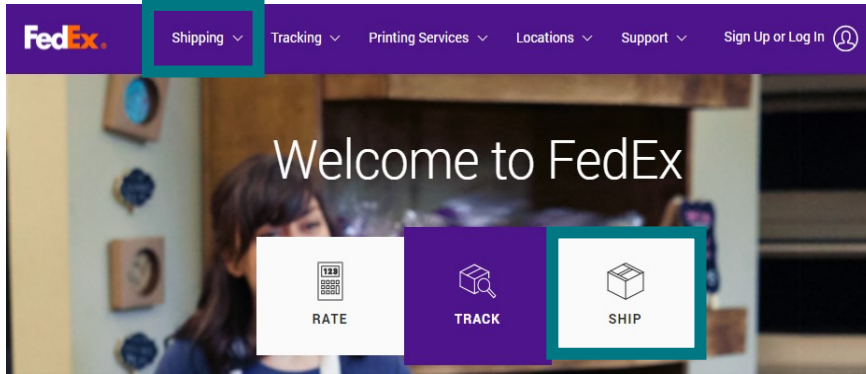 FedEx. Shipping Tracking Printing Services Locations Support Sign Up or Log In
Welcome to FedEx
123
RATE TRACK SHIP